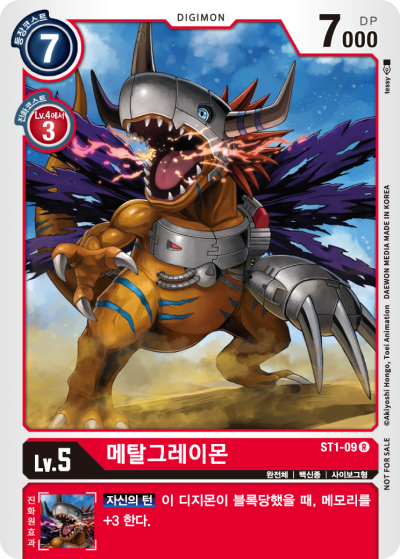 등장코스트
7
DIGIMON
7000
DP
진화코스트
Lv.4에서
3
tessy
©Akiyoshi Hongo, Toei Animation DAEWON MEDIA MADE IN KOREA
NOT FOR SALE
Lv.5
메탈그레이몬
ST1-09 R
완전체 | 백신종 | 사이보그형
진화원효과
자신의 턴 이 디지몬이 블록당했을 때, 메모리를
+3 한다.